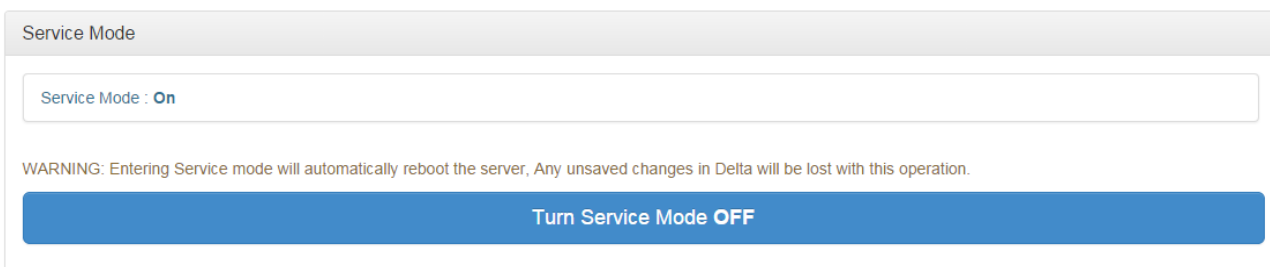 Service Mode
Service Mode : On
WARNING: Entering Service mode will automatically reboot the server, Any unsaved changes in Delta will be lost with this operation.
Turn Service Mode OFF